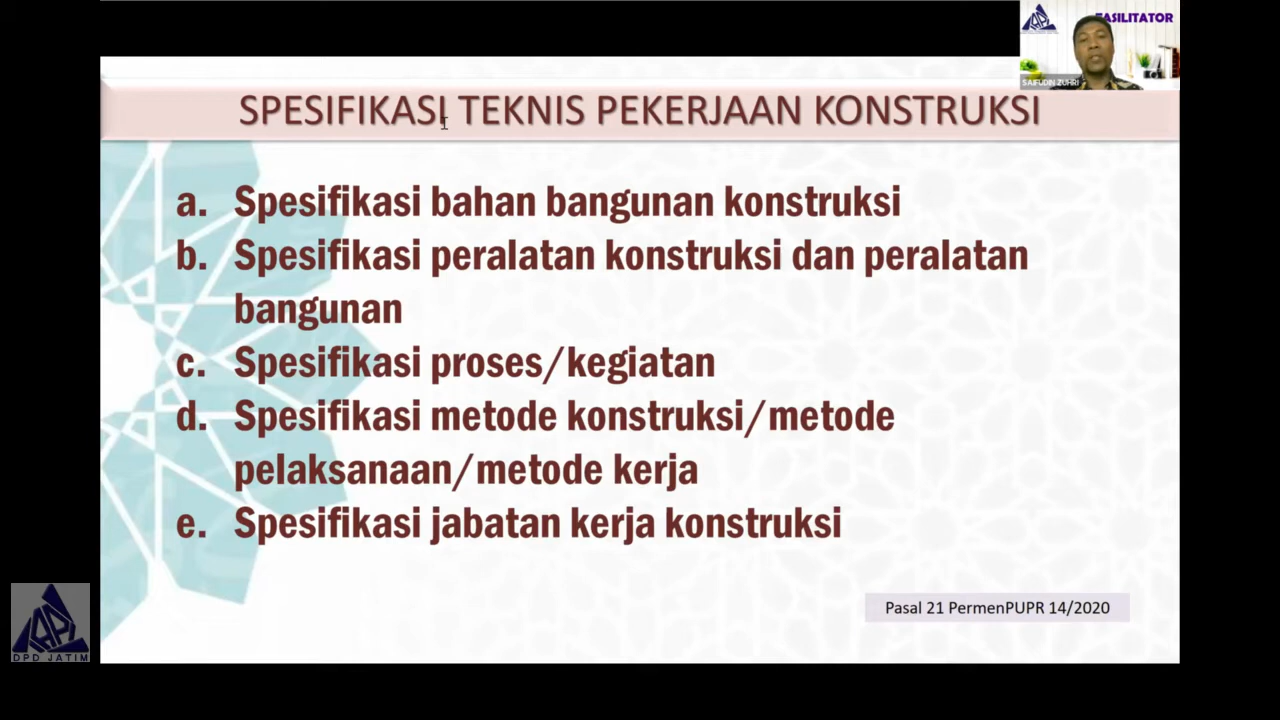 FASILITATOR
SAIFUDIN ZUHRI
SPESIFIKASI TEKNIS PEKERJAAN KONSTRUKSI
a. Spesifikasi bahan bangunan konstruksi
b. Spesifikasi peralatan konstruksi dan peralatan
bangunan
c. Spesifikasi proses/kegiatan
d. Spesifikasi metode konstruksi/metode
pelaksanaan/metode kerja
e. Spesifikasi jabatan kerja konstruksi
Pasal 21 PermenPUPR 14/2020
DPD JATIM